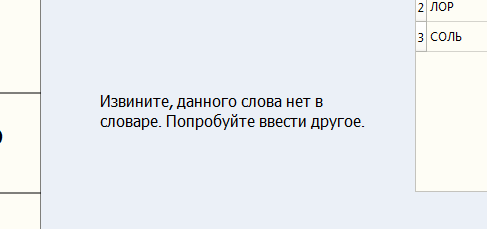 2 ЛОР
3 СОЛЬ
Извините, данного слова нет в
словаре. Попробуйте ввести другое.